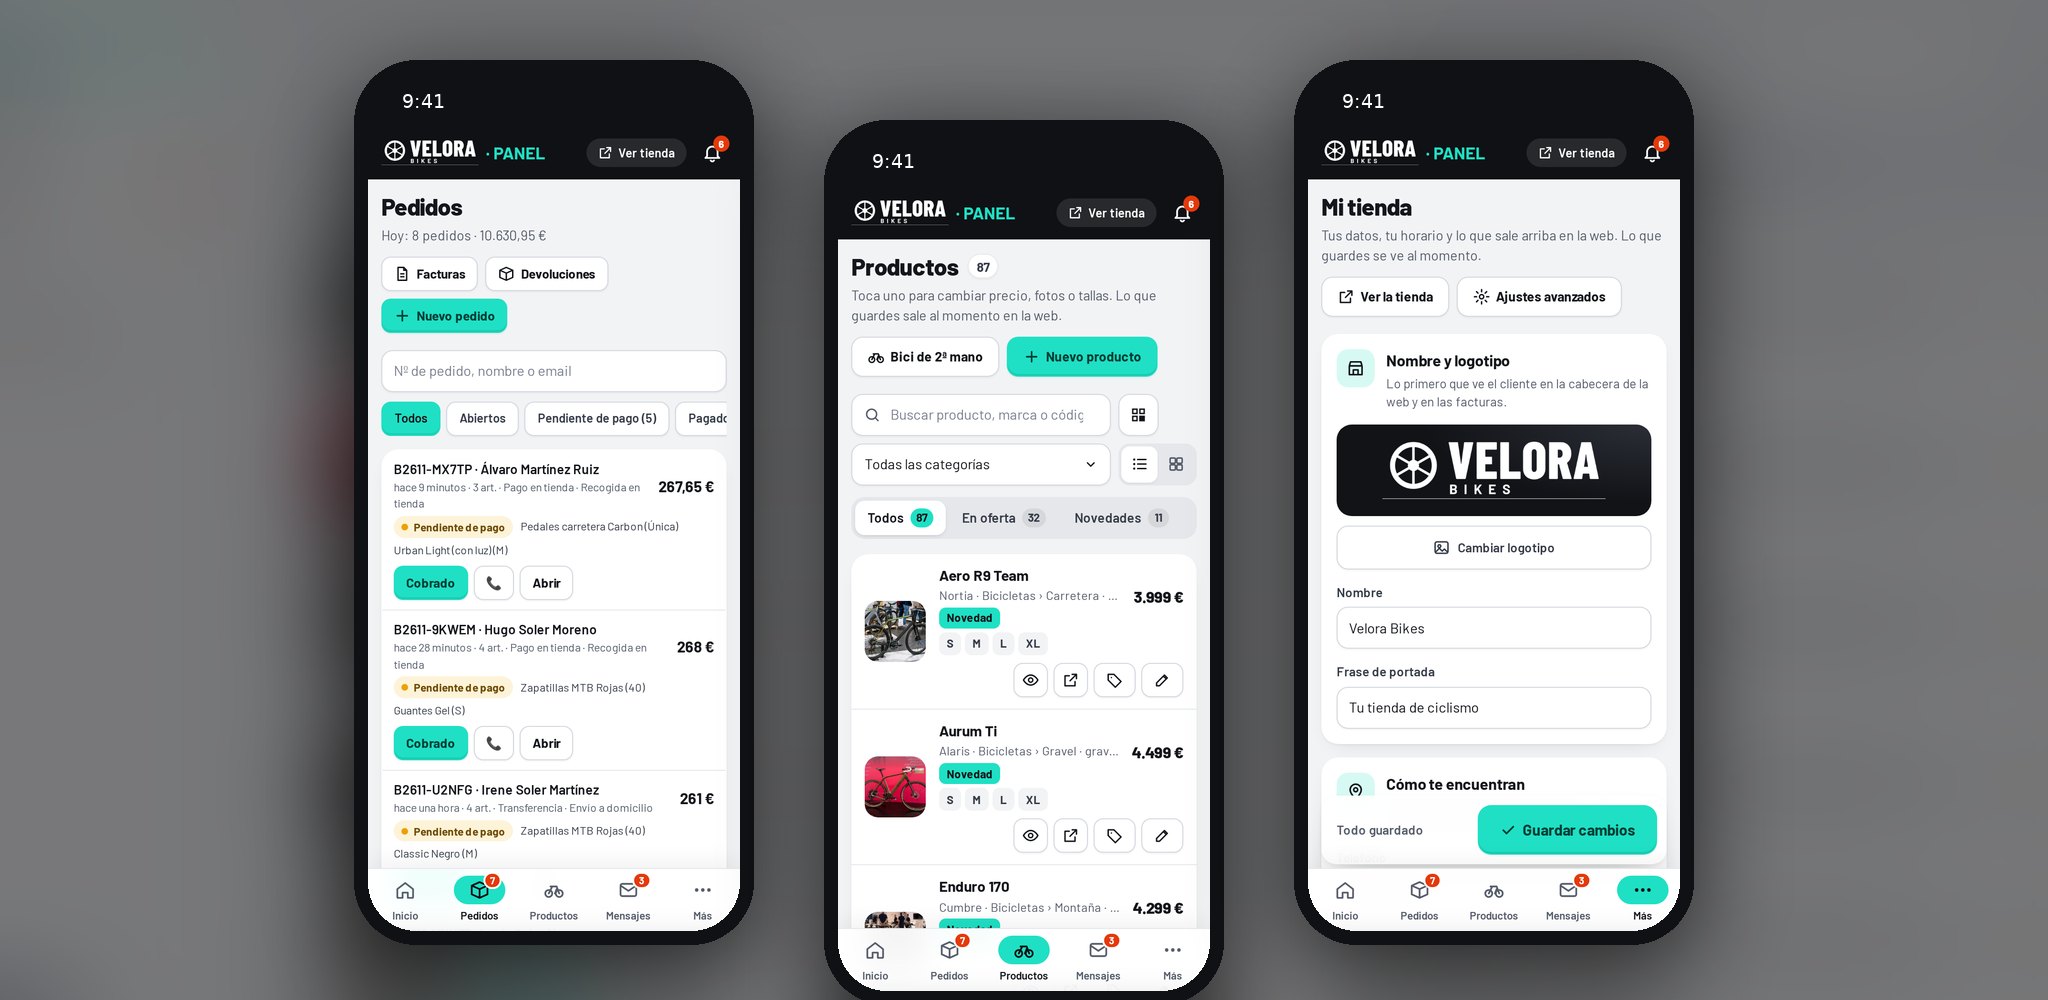 9:41
VELORA
BIKES
· PANEL
Ver tienda
6
Pedidos
Hoy: 8 pedidos · 10.630,95 €
Facturas
Devoluciones
Nuevo pedido
Nº de pedido, nombre o email
Todos
Abiertos
Pendiente de pago (5)
Pagado
B2611-MX7TP · Álvaro Martínez Ruiz
hace 9 minutos · 3 art. · Pago en tienda · Recogida en
tienda
267,65 €
Pendiente de pago
Pedales carretera Carbon (Única)
Urban Light (con luz) (M)
Cobrado
Abrir
B2611-9KWEM · Hugo Soler Moreno
hace 28 minutos · 4 art. · Pago en tienda · Recogida en
tienda
268 €
Pendiente de pago
Zapatillas MTB Rojas (40)
Guantes Gel (S)
Cobrado
Abrir
B2611-U2NFG · Irene Soler Martínez
hace una hora · 4 art. · Transferencia · Envío a domicilio
261 €
Pendiente de pago
Zapatillas MTB Rojas (40)
Classic Negro (M)
7
3
Inicio
Pedidos
Productos
Mensajes
Más
9:41
VELORA
BIKES
· PANEL
Ver tienda
6
Productos
87
Toca uno para cambiar precio, fotos o tallas. Lo que
guardes sale al momento en la web.
Bici de 2ª mano
Nuevo producto
Buscar producto, marca o códig
Todas las categorías
Todos 87
En oferta 32
Novedades 11
Aero R9 Team
Nortia · Bicicletas › Carretera · ...
3.999 €
Novedad
S
M
L
XL
Aurum Ti
Alaris · Bicicletas › Gravel · grav...
4.499 €
Novedad
S
M
L
XL
Enduro 170
Cumbre · Bicicletas › Montaña · ...
4.299 €
Novedad
7
3
Inicio
Pedidos
Productos
Mensajes
Más
9:41
VELORA
BIKES
· PANEL
Ver tienda
6
Mi tienda
Tus datos, tu horario y lo que sale arriba en la web. Lo que
guardes se ve al momento.
Ver la tienda
Ajustes avanzados
Nombre y logotipo
Lo primero que ve el cliente en la cabecera de la
web y en las facturas.
VELORA
BIKES
Cambiar logotipo
Nombre
Velora Bikes
Frase de portada
Tu tienda de ciclismo
Cómo te encuentran
Todo guardado
Guardar cambios
Teléfono
7
3
Inicio
Pedidos
Productos
Mensajes
Más